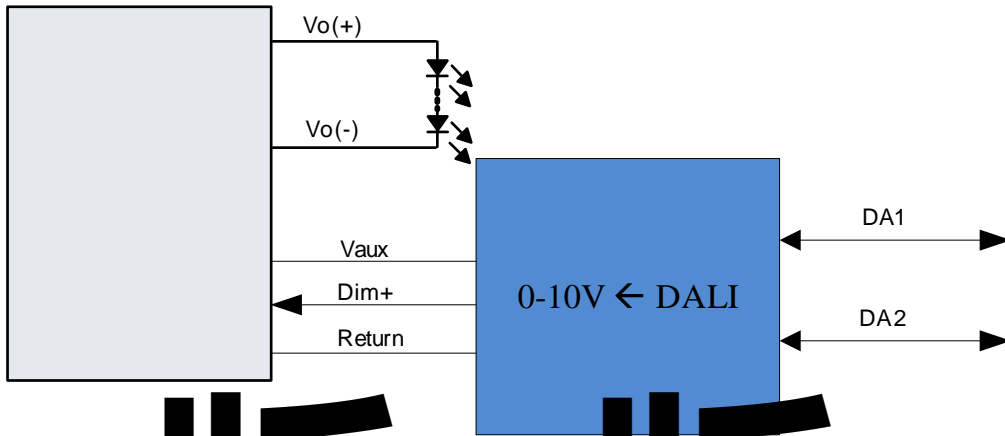 Vo(+)
Vo(-)
Vaux
Dim+
Return
0-10V ← DALI
DA1
DA2